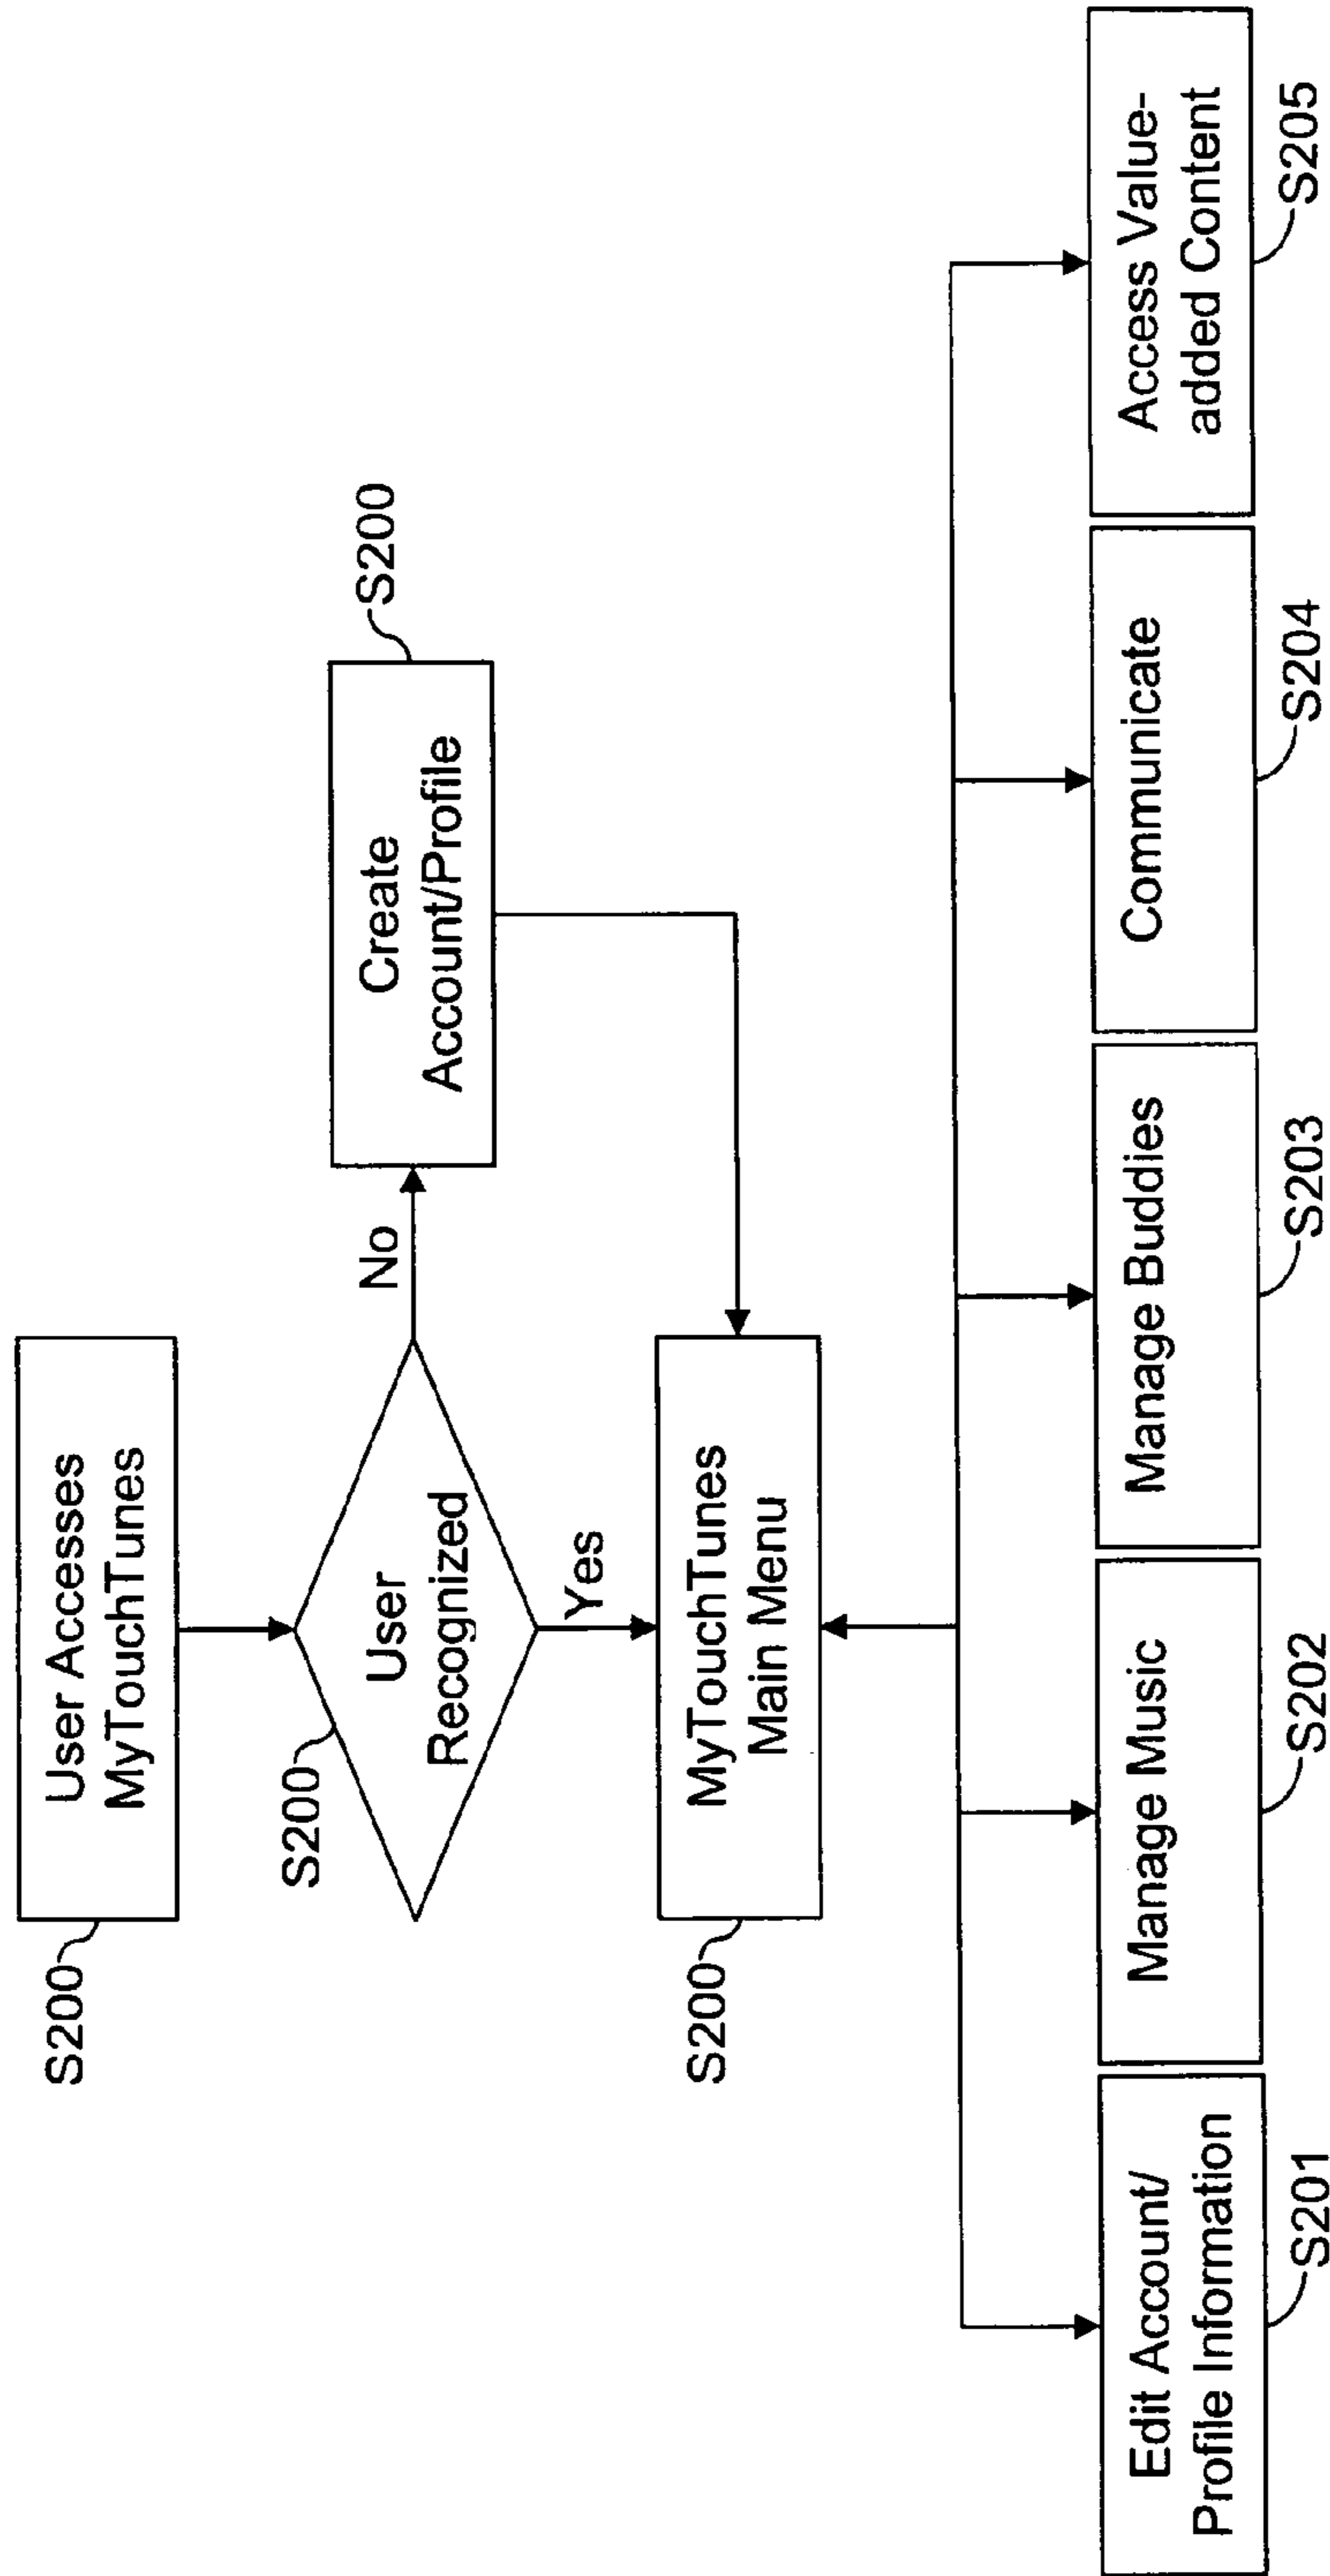 S200
User Accesses
MyTouchTunes
S200
User
Recognized
No
Create
Account/Profile
S200
Yes
S200
MyTouchTunes
Main Menu
Edit Account/
Profile Information
S201
Manage Music
S202
Manage Buddies
S203
Communicate
S204
Access Value-
added Content
S205